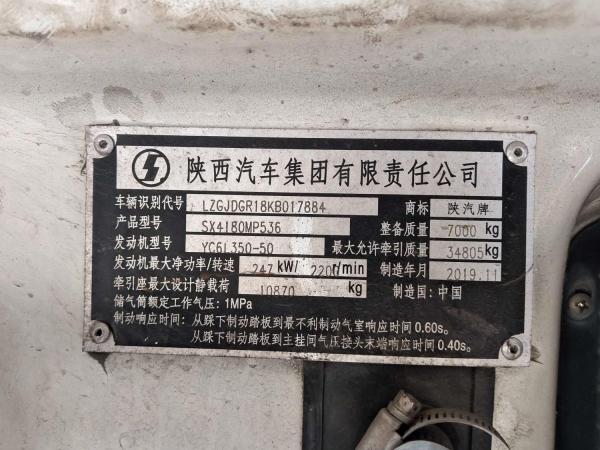 陕西汽车集团有限责任公司
车辆识别代号 LZGJDGR18KB017884 商标 陕汽牌
产品型号 SX4180MP536 整备质量 7000 kg
发动机型号 YC6L350-50 最大允许牵引质量 34805 kg
发动机最大净功率/转速 247 kW/ 220 r/min 制造年月 2019.11
牵引座最大设计静载荷 10870 kg 制造国：中国
储气筒额定工作气压：1MPa
制动响应时间：从踩下制动踏板到最不利制动气室响应时间0.60s。
从踩下制动踏板到主挂间气压接头末端响应时间0.40s。